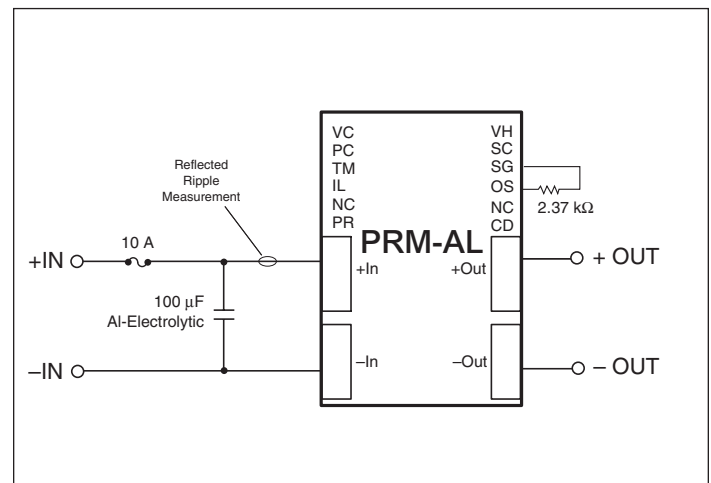 VC
PC
TM
IL
NC
PR
VH
SC
SG
OS
NC
CD
2.37 kΩ
Reflected
Ripple
Measurement
PRM-AL
10 A
+IN
+In
+Out
+ OUT
100 µF
Al-Electrolytic
–IN
–In
–Out
– OUT